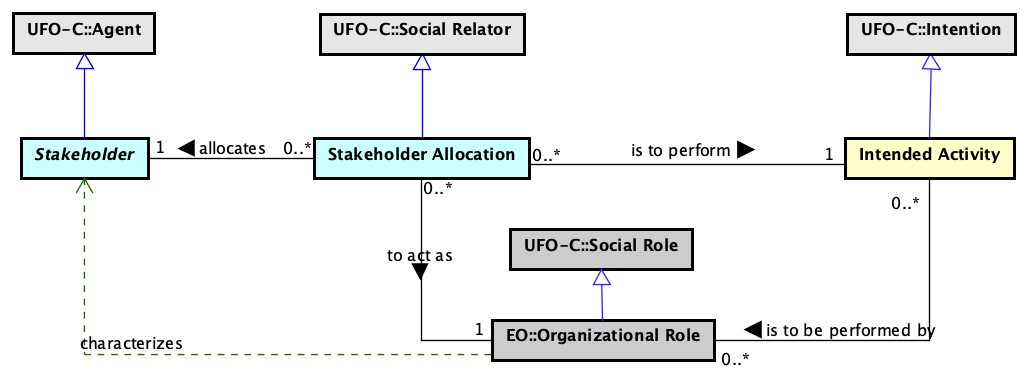 UFO-C::Agent
UFO-C::Social Relator
UFO-C::Intention
Stakeholder
1
allocates
0..*
Stakeholder Allocation
0..*
is to perform
1
Intended Activity
0..*
0..*
UFO-C::Social Role
to act as
1
EO::Organizational Role
is to be performed by
0..*
characterizes